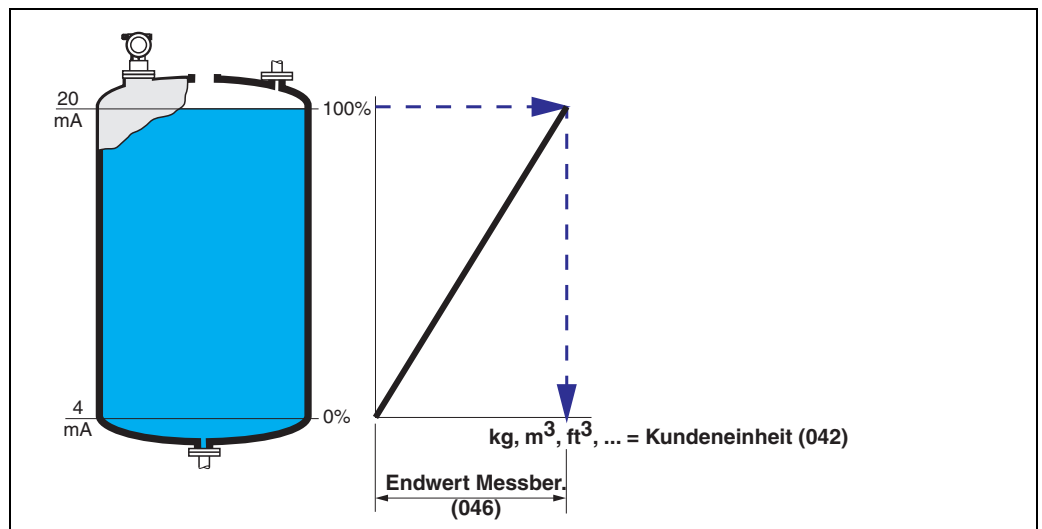 20
mA
100%
4
mA
0%
kg, m³, ft³, ... = Kundeneinheit (042)
Endwert Messber.
(046)